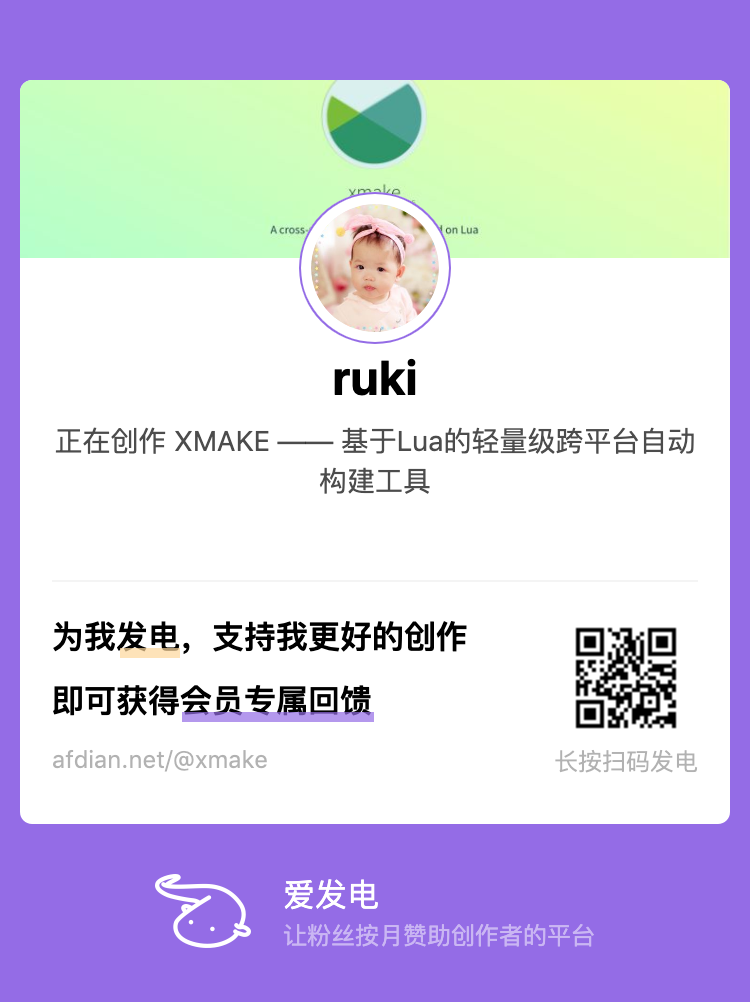 xmake
A cross- d on Lua
ruki
正在创作 XMAKE —— 基于Lua的轻量级跨平台自动
构建工具
为我发电，支持我更好的创作
即可获得会员专属回馈
afdian.net/@xmake
长按扫码发电
爱发电
让粉丝按月赞助创作者的平台